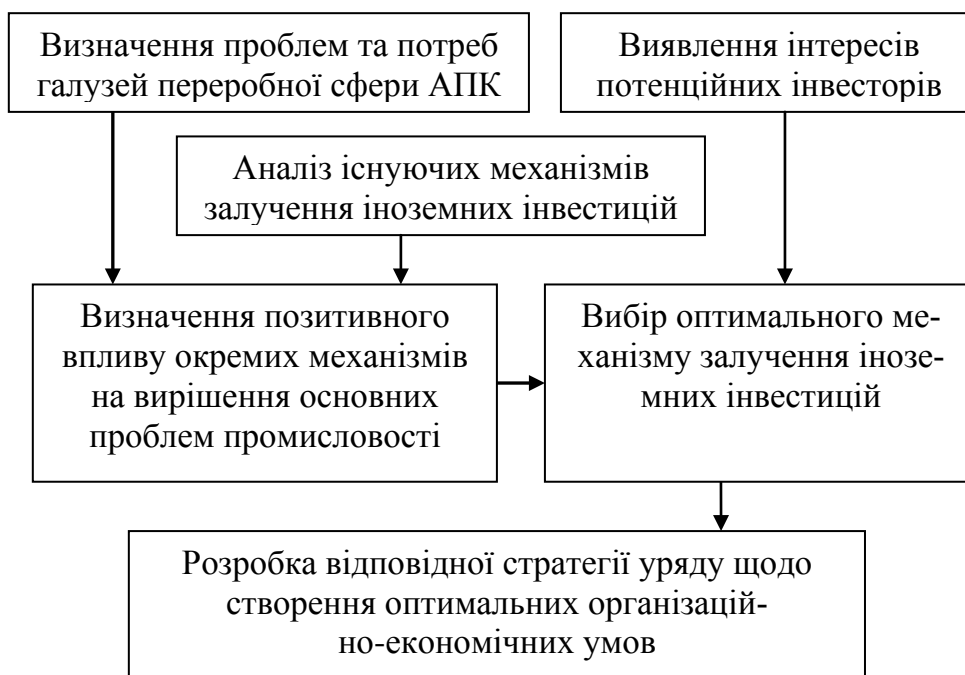 Визначення проблем та потреб
галузей переробної сфери АПК
Виявлення інтересів
потенційних інвесторів
Аналіз існуючих механізмів
залучення іноземних інвестицій
Визначення позитивного
впливу окремих механізмів
на вирішення основних
проблем промисловості
Вибір оптимального ме-
ханізму залучення інозе-
мних інвестицій
Розробка відповідної стратегії уряду щодо
створення оптимальних організацій-
но-економічних умов